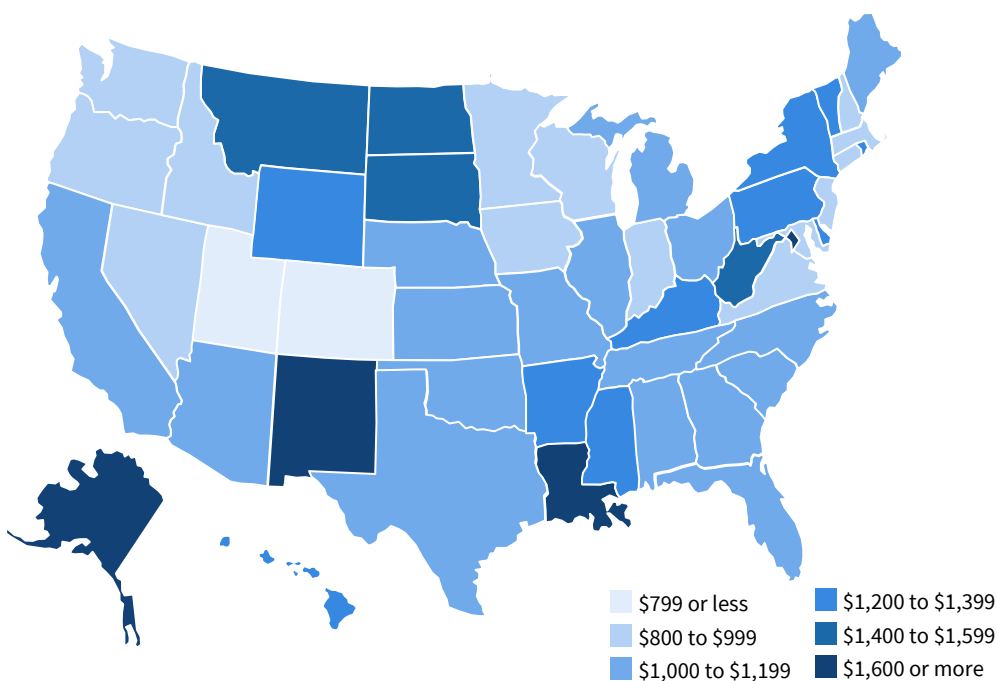 $799 or less
$800 to $999
$1,000 to $1,199
$1,200 to $1,399
$1,400 to $1,599
$1,600 or more